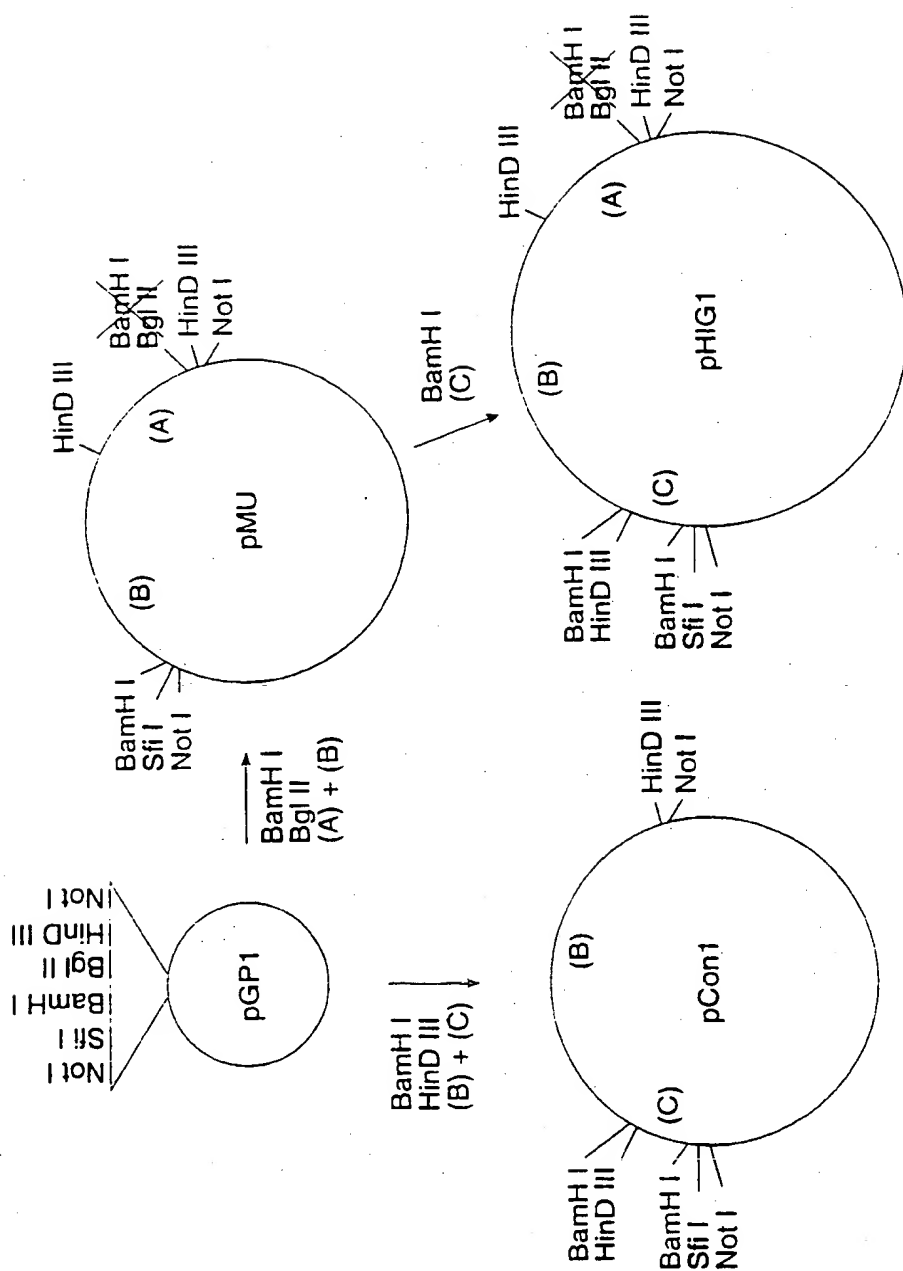 Not I
Sfi I
BamH I
Bgl II
HinD III
Not I
pGP1
BamH I
Bgl II
(A) + (B)
BamH I
Sfi I
Not I
(B)
HinD III
(A)
BamH I
Bgl II
HinD III
Not I
pMU
BamH I
HinD III
(B) + (C)
BamH I
(C)
BamH I
HinD III
(C)
BamH I
Sfi I
Not I
(B)
HinD III
Not I
pCon1
BamH I
HinD III
(C)
BamH I
Sfi I
Not I
(B)
HinD III
(A)
BamH I
Bgl II
HinD III
Not I
pHIG1